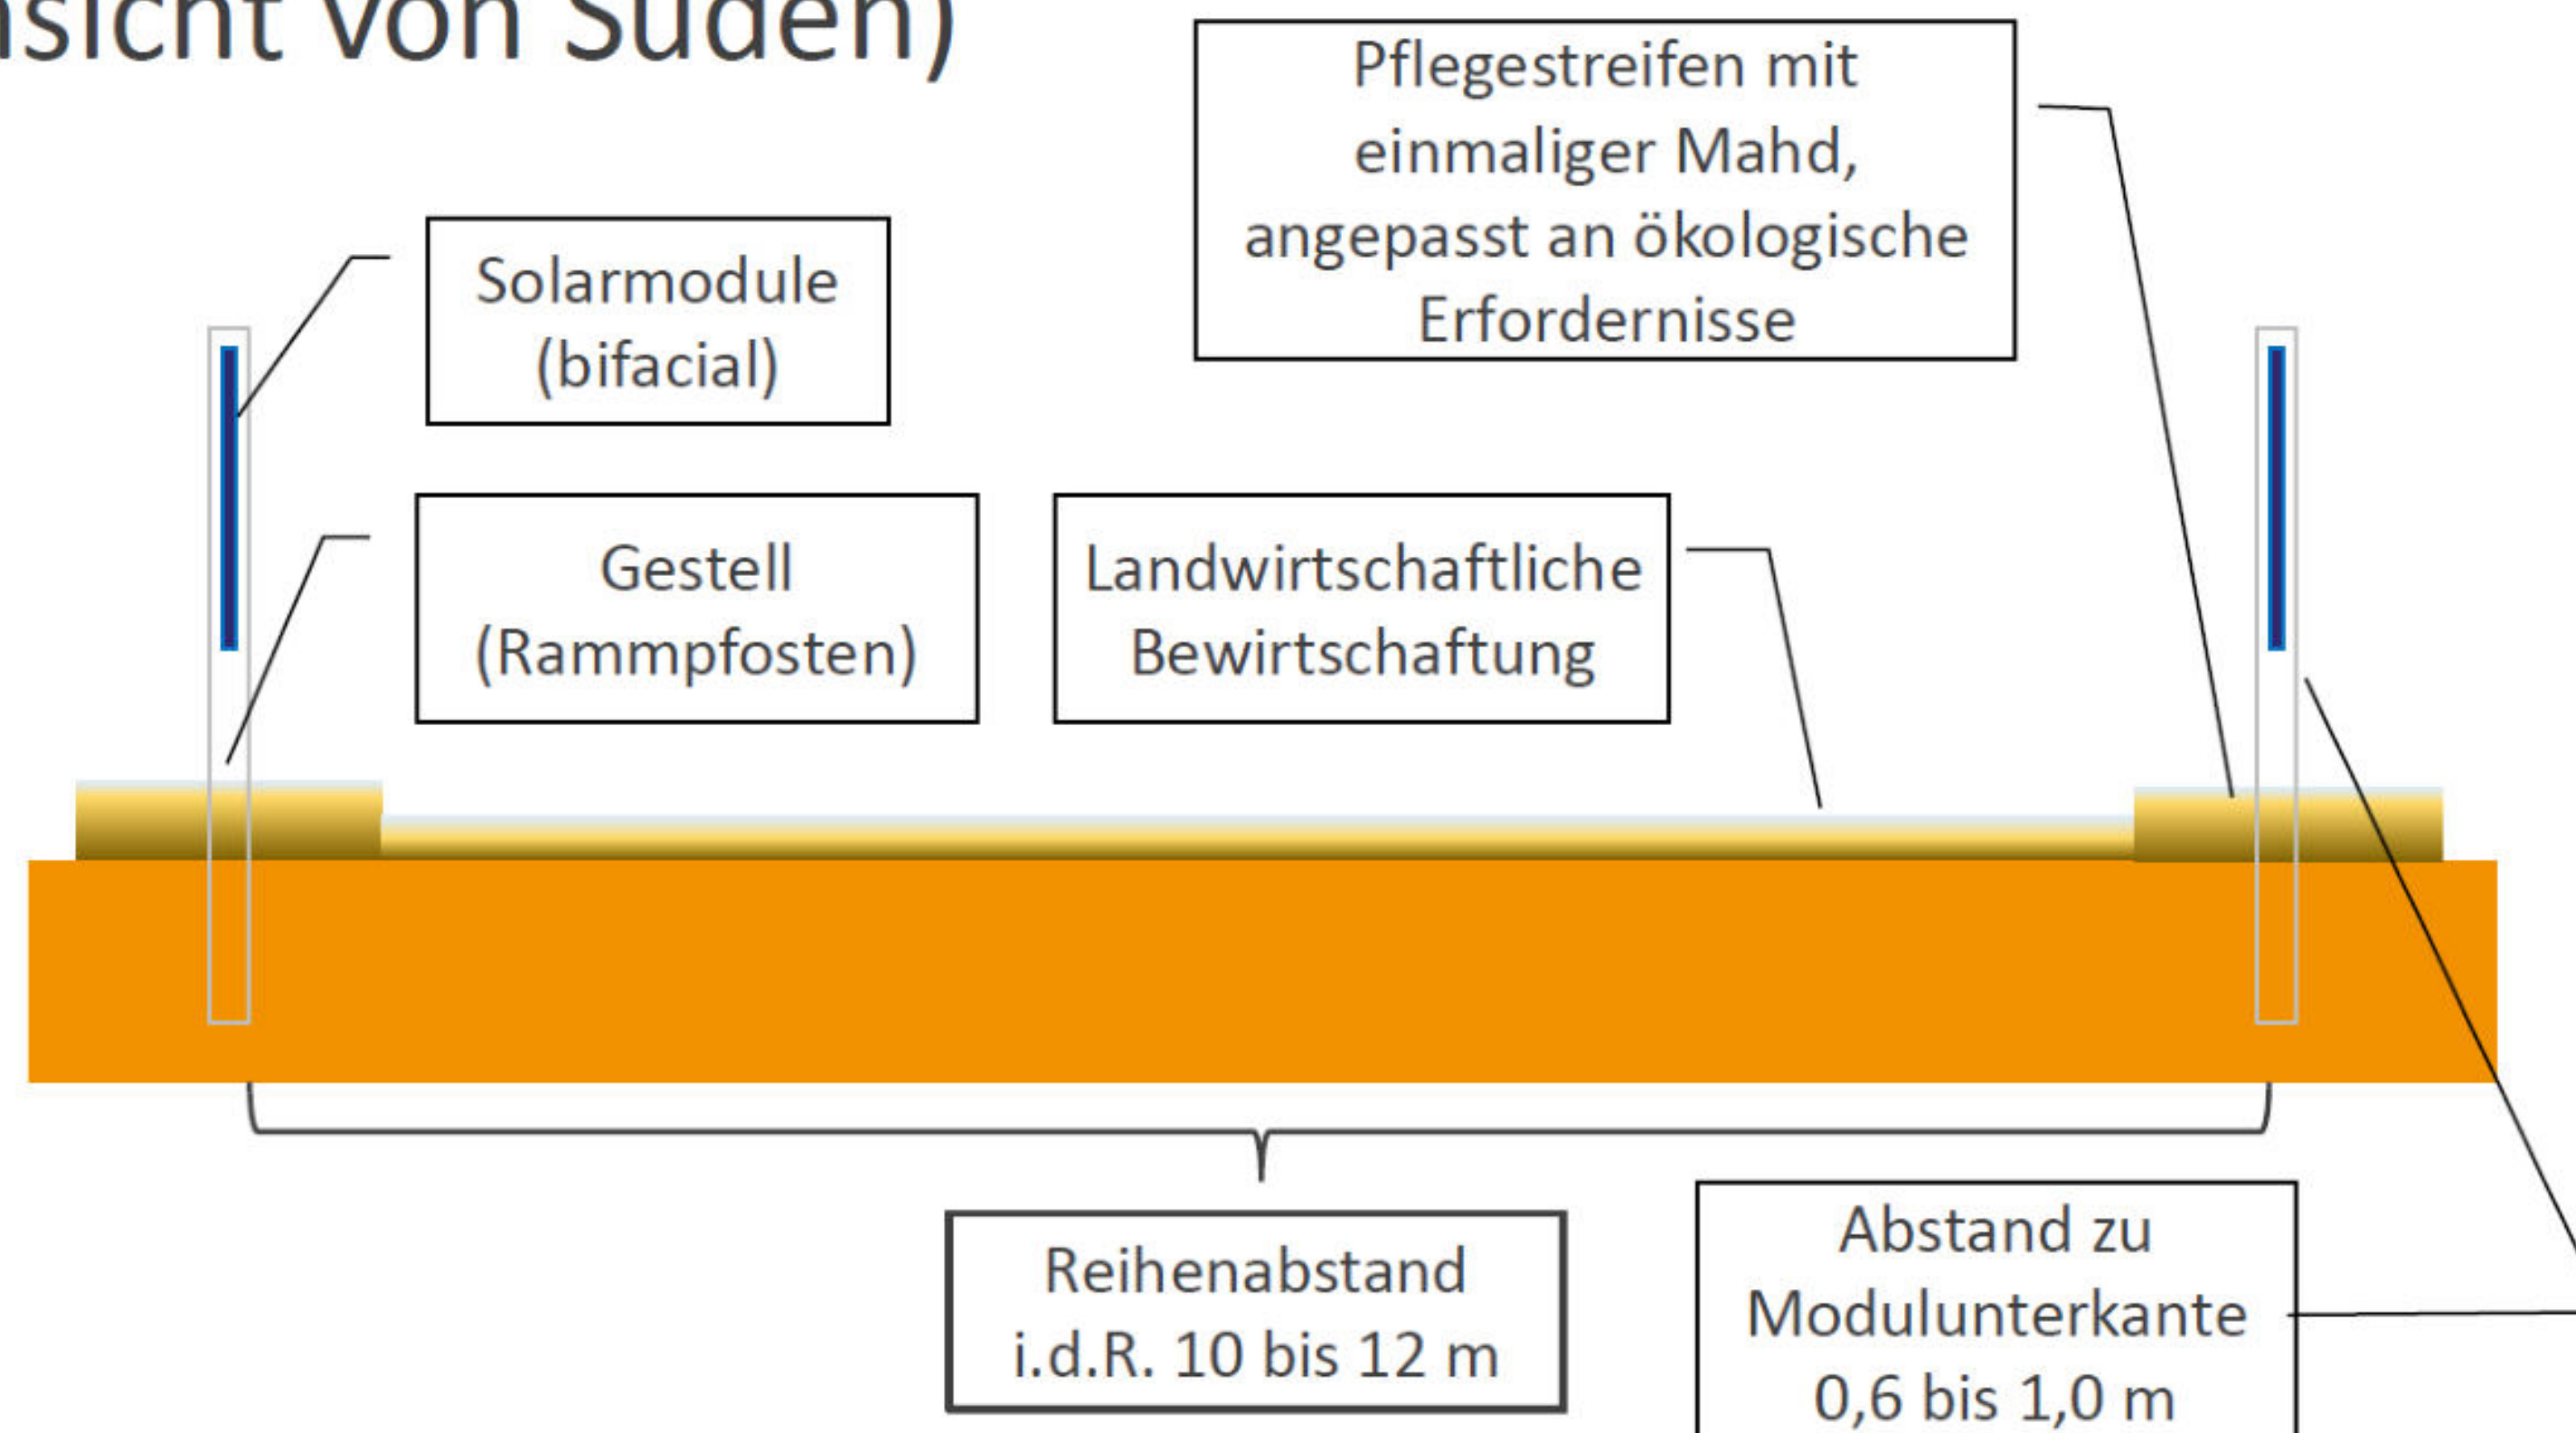 von Süden)
Pflegestreifen mit
einmaliger Mahd,
angepasst an ökologische
Erfordernisse
Solarmodule
(bifacial)
Gestell
(Rammpfosten)
Landwirtschaftliche
Bewirtschaftung
Reihenabstand
i.d.R. 10 bis 12 m
Abstand zu
Modulunterkante
0,6 bis 1,0 m